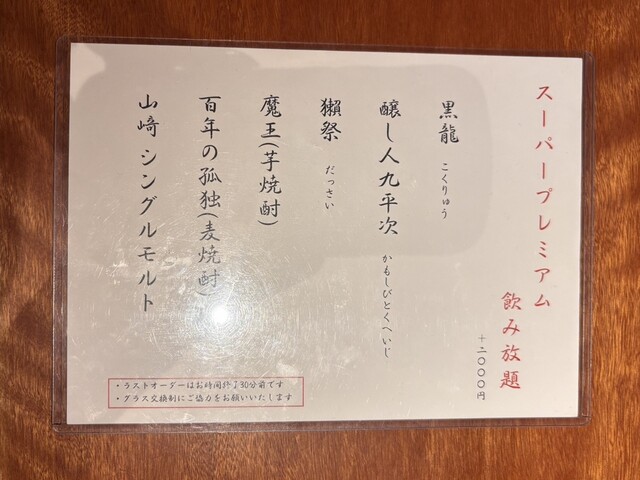 スーパープレミアム
飲み放題
+二〇〇〇円
黒龍 こくりゅう
醸し人九平次 かもしびとくへいじ
獺祭 だっさい
魔王(芋焼酎)
百年の孤独(麦焼酎)
山﨑 シングルモルト
・ラストオーダーはお時間終了30分前です
・グラス交換制にご協力をお願いいたします